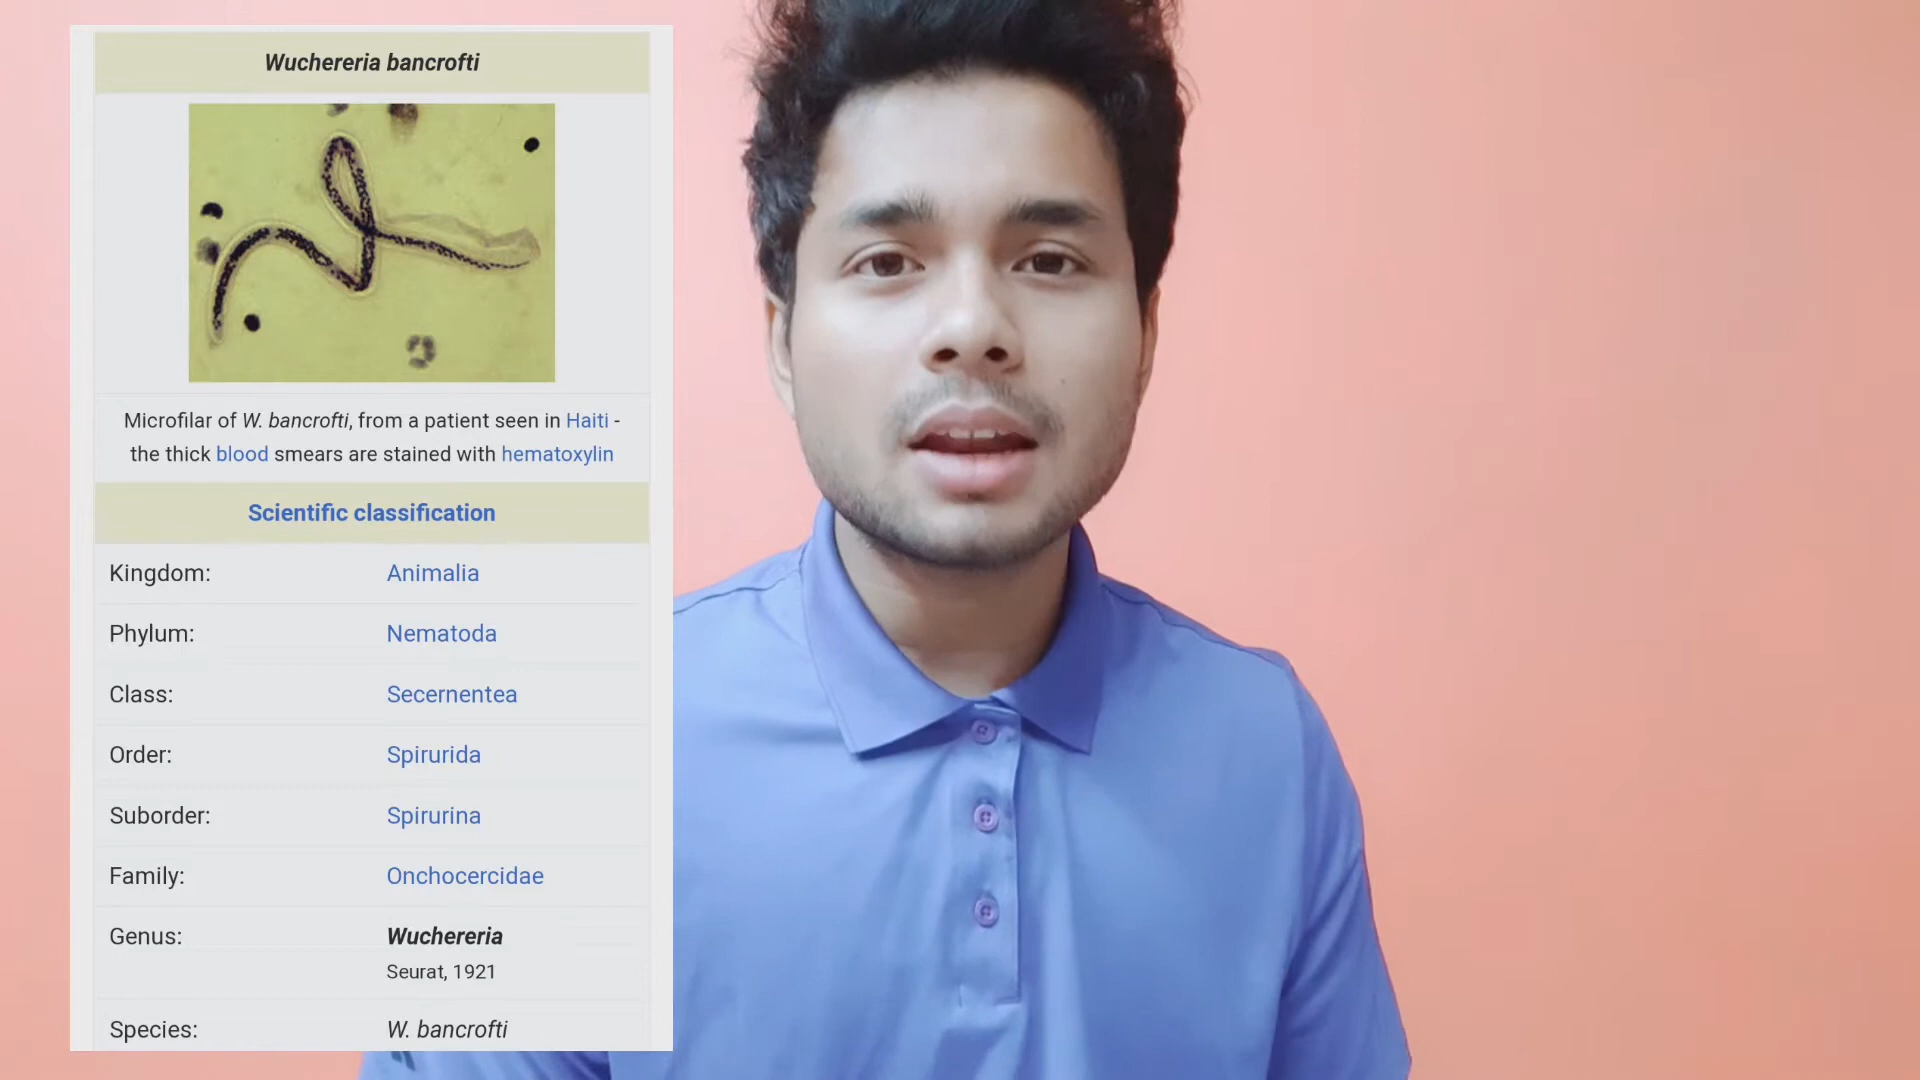 Wuchereria bancrofti
Microfilar of W. bancrofti, from a patient seen in Haiti -
the thick blood smears are stained with hematoxylin
Scientific classification
Kingdom: Animalia
Phylum: Nematoda
Class: Secernentea
Order: Spirurida
Suborder: Spirurina
Family: Onchocercidae
Genus: Wuchereria
Seurat, 1921
Species: W. bancrofti